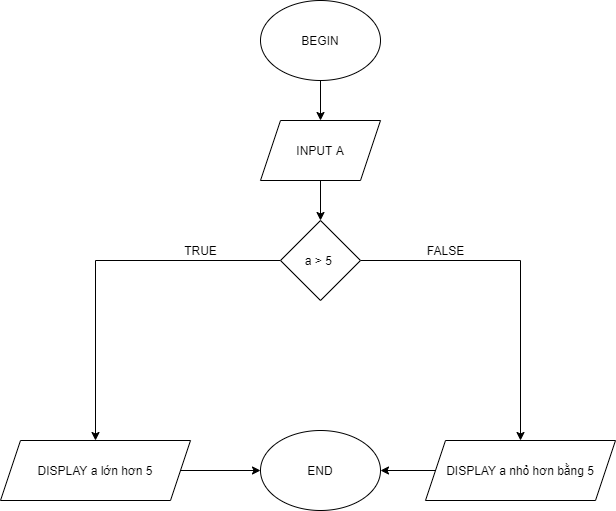 BEGIN
INPUT A
TRUE
FALSE
a > 5
DISPLAY a lớn hơn 5
END
DISPLAY a nhỏ hơn bằng 5